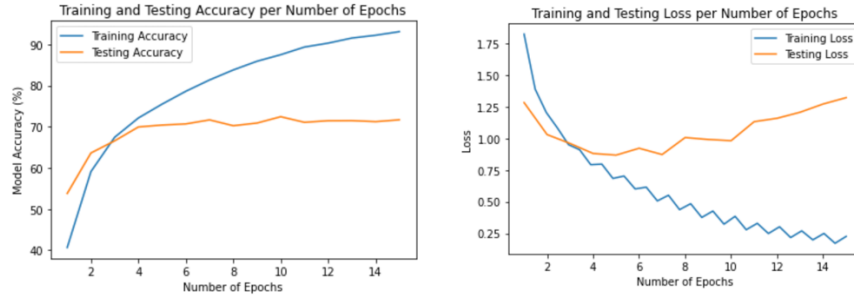 Training and Testing Accuracy per Number of Epochs
Training Accuracy
Testing Accuracy
Model Accuracy (%)
90
80
70
60
50
40
2 4 6 8 10 12 14
Number of Epochs
Training and Testing Loss per Number of Epochs
Training Loss
Testing Loss
Loss
1.75
1.50
1.25
1.00
0.75
0.50
0.25
2 4 6 8 10 12 14
Number of Epochs